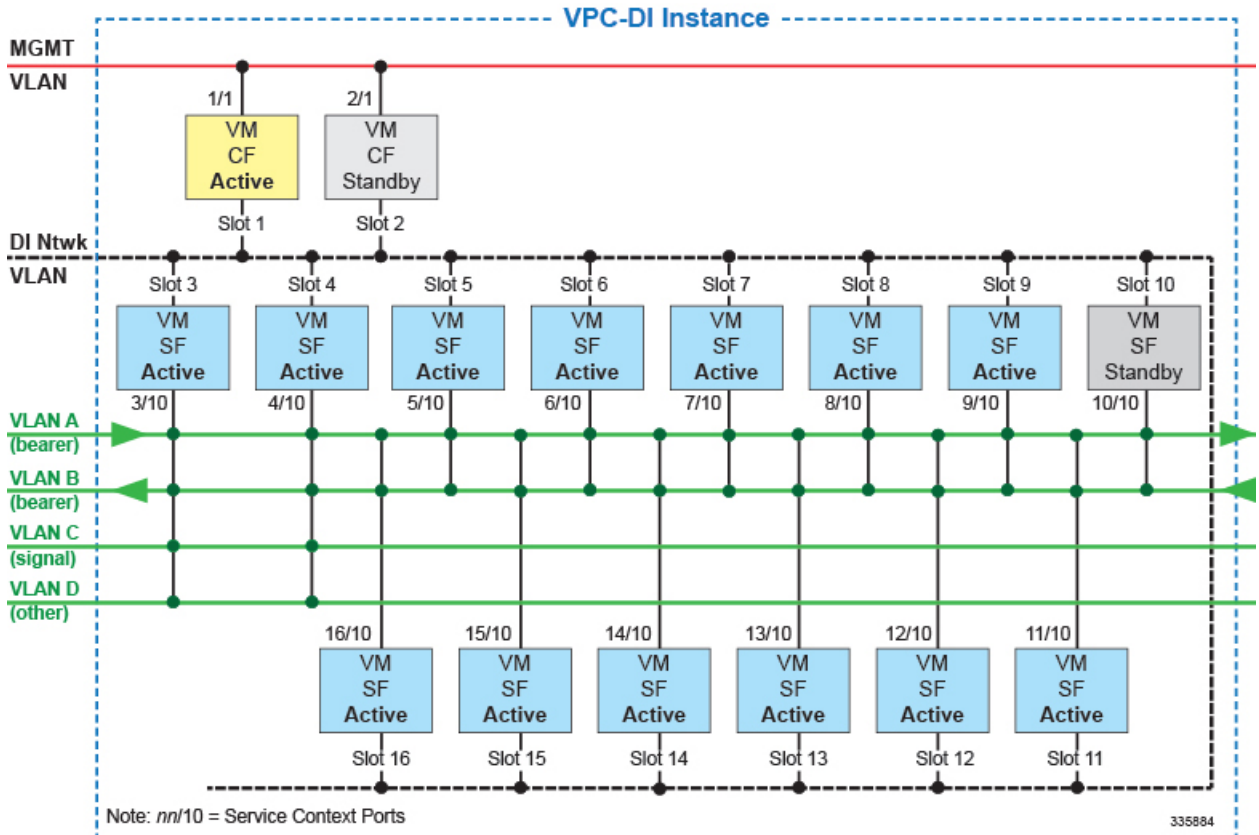 VPC-DI Instance
MGMT
VLAN
1/1
2/1
VM
CF
Active
VM
CF
Standby
Slot 1
Slot 2
DI Ntwk
VLAN
Slot 3
Slot 4
Slot 5
Slot 6
Slot 7
Slot 8
Slot 9
Slot 10
VM
SF
Active
VM
SF
Active
VM
SF
Active
VM
SF
Active
VM
SF
Active
VM
SF
Active
VM
SF
Active
VM
SF
Standby
3/10
4/10
5/10
6/10
7/10
8/10
9/10
10/10
VLAN A
(bearer)
VLAN B
(bearer)
VLAN C
(signal)
VLAN D
(other)
16/10
15/10
14/10
13/10
12/10
11/10
VM
SF
Active
VM
SF
Active
VM
SF
Active
VM
SF
Active
VM
SF
Active
VM
SF
Active
Slot 16
Slot 15
Slot 14
Slot 13
Slot 12
Slot 11
Note: nn/10 = Service Context Ports
335884